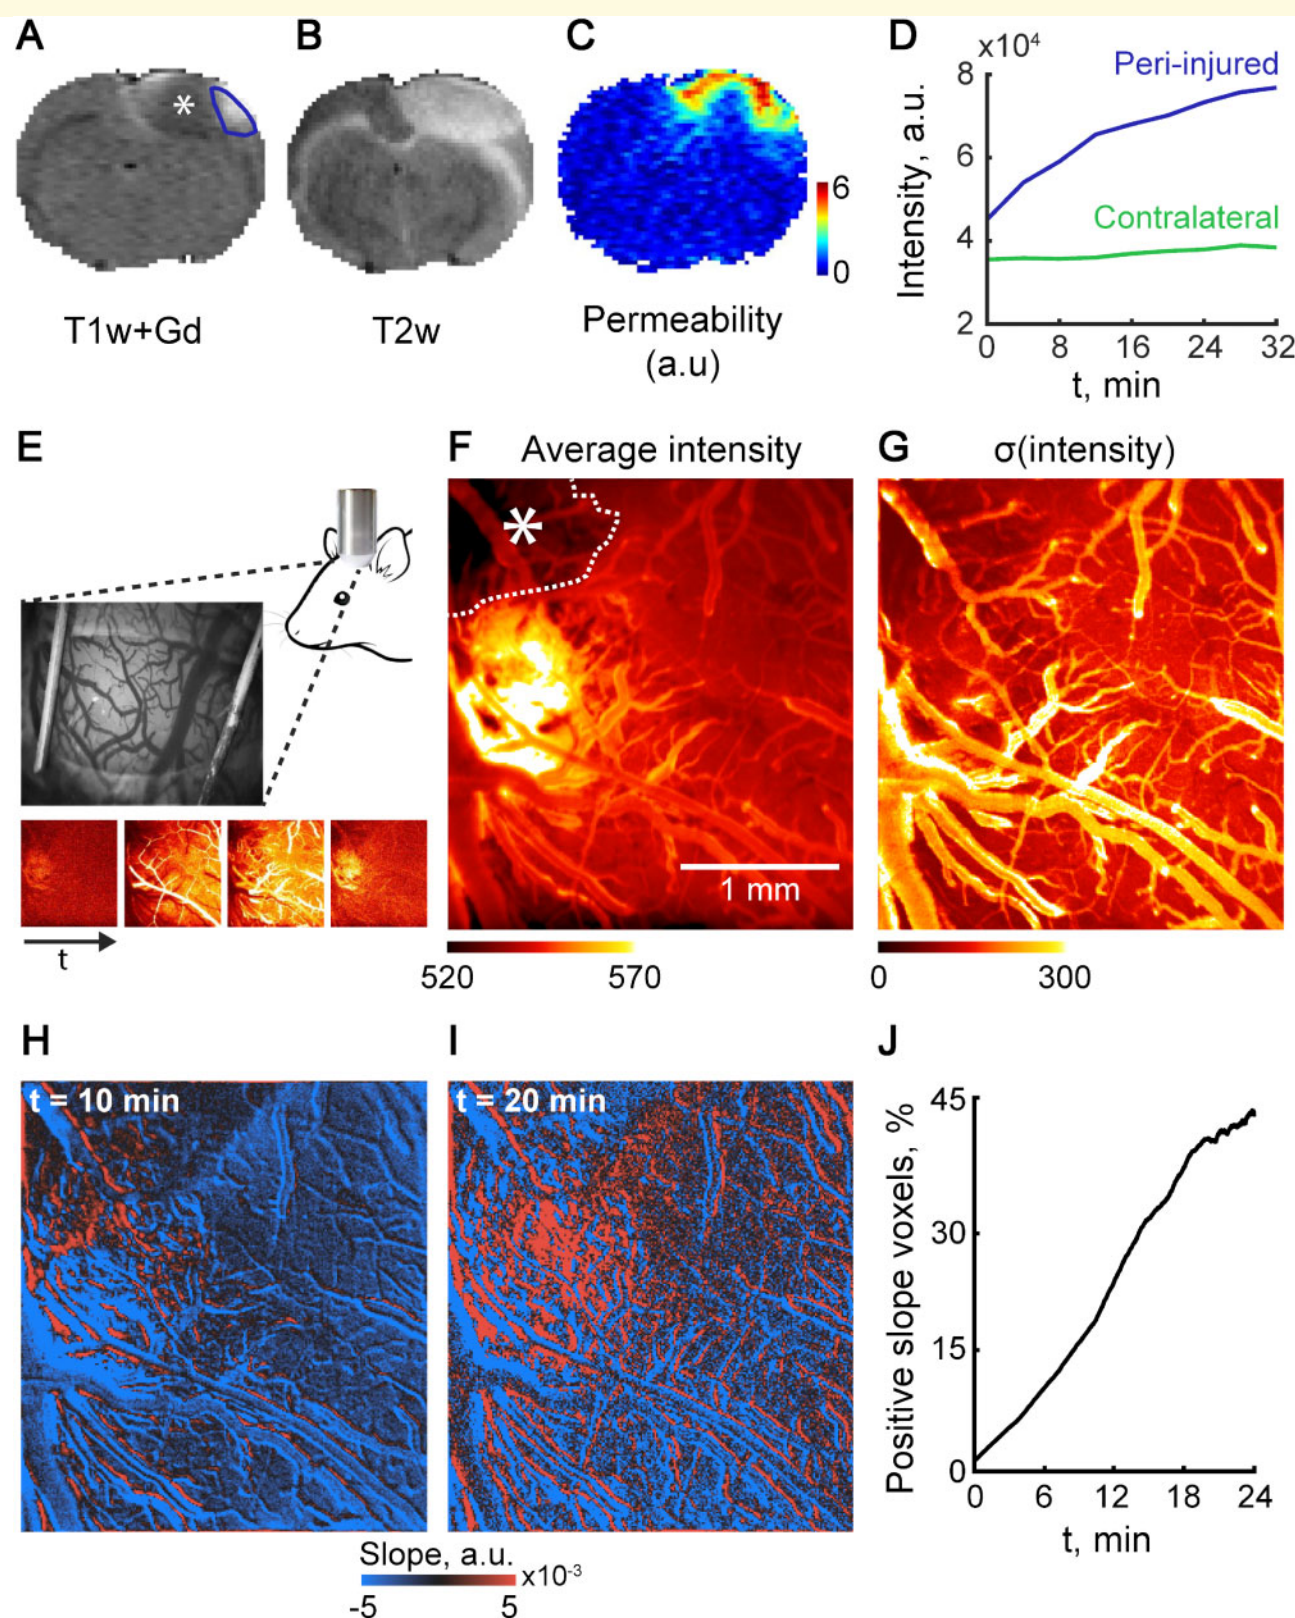 A
B
C
D
T1w+Gd
T2w
Permeability
(a.u)
6
0
x10⁴
8
6
4
2
Intensity, a.u.
Peri-injured
Contralateral
0 8 16 24 32
t, min
E
t
F
Average intensity
*
1 mm
520 570
G
σ(intensity)
0 300
H
t = 10 min
I
t = 20 min
Slope, a.u.
x10⁻³
-5 5
J
Positive slope voxels, %
45
30
15
0
0 6 12 18 24
t, min